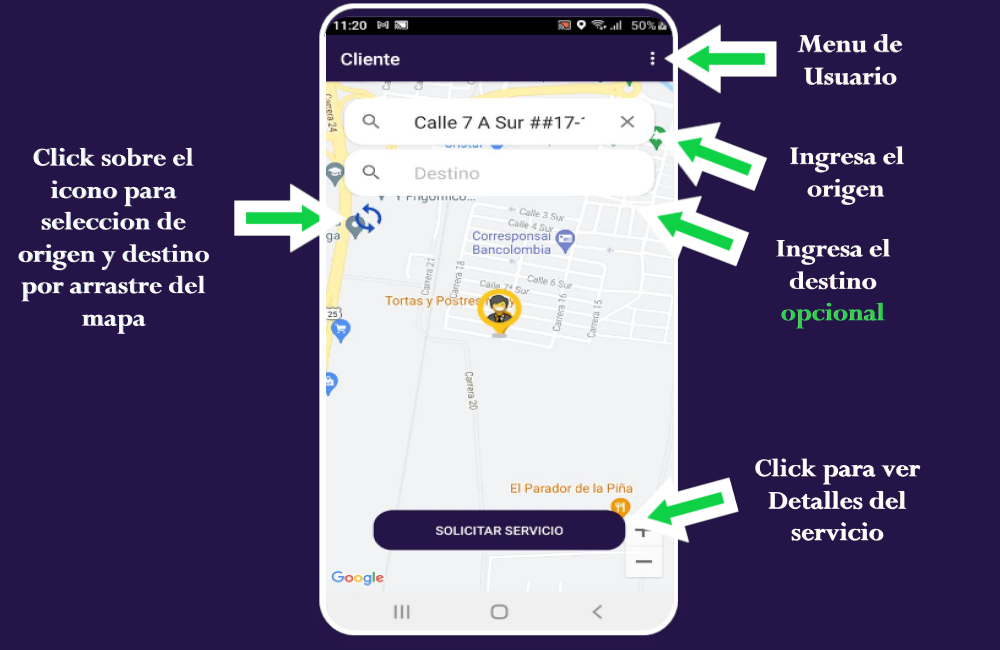 11:20
50%
Cliente
Menu de
Usuario
Carrera 24
Calle 7 A Sur ##17-
Ingresa el
origen
Destino
Click sobre el
icono para
seleccion de
origen y destino
por arrastre del
mapa
Y Frigorífico...
Calle 3 Sur
Calle 4 Sur
ga
Corresponsal
Bancolombia
Ingresa el
destino
opcional
Carrera 21
Carrera 18
Calle 6 Sur
Calle 7ª Sur
Carrera 16
Carrera 15
Tortas y Postres
25
Carrera 20
Click para ver
Detalles del
servicio
El Parador de la Piña
SOLICITAR SERVICIO
Google